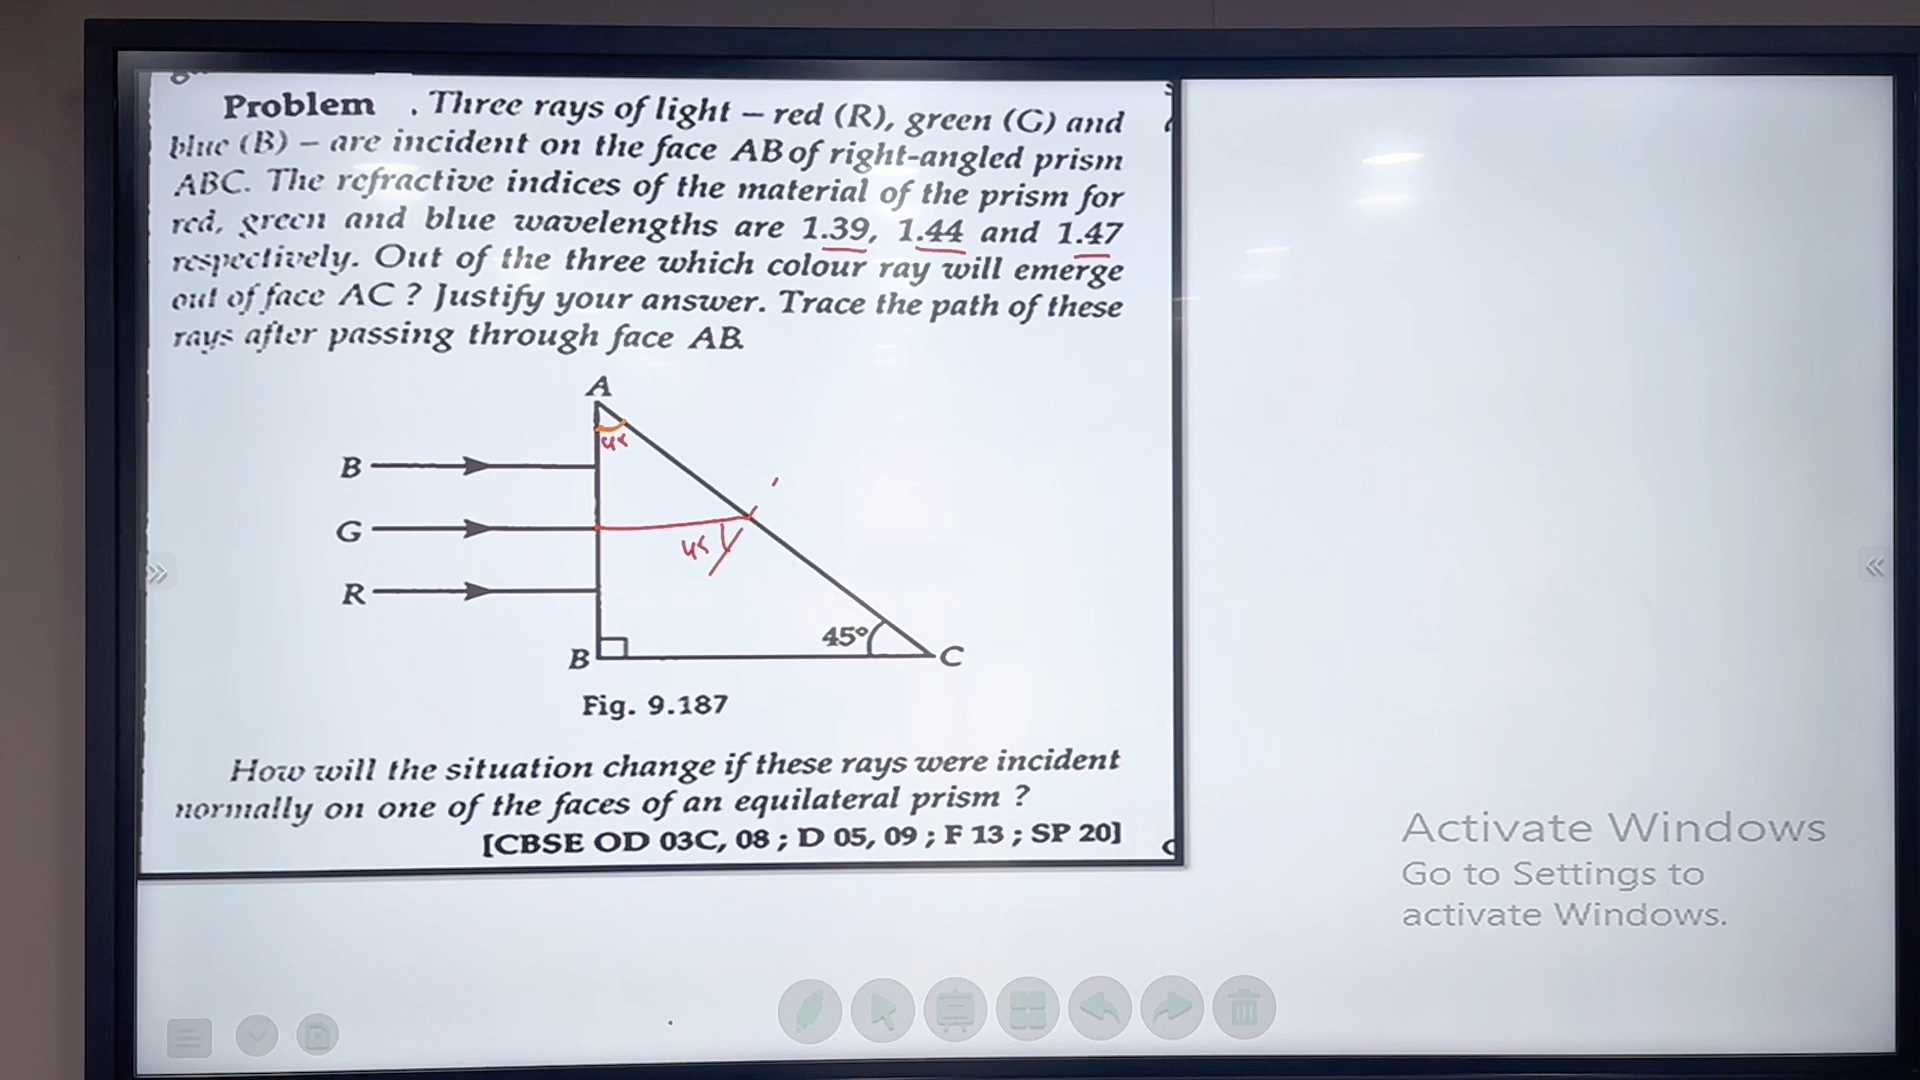 Problem . Three rays of light – red (R), green (G) and
blue (B) – are incident on the face AB of right-angled prism
ABC. The refractive indices of the material of the prism for
red, green and blue wavelengths are 1.39, 1.44 and 1.47
respectively. Out of the three which colour ray will emerge
out of face AC ? Justify your answer. Trace the path of these
rays after passing through face AB.
A
45
B
G
45
R
45°
B
C
Fig. 9.187
How will the situation change if these rays were incident
normally on one of the faces of an equilateral prism ?
[CBSE OD 03C, 08 ; D 05, 09 ; F 13 ; SP 20]
Activate Windows
Go to Settings to
activate Windows.